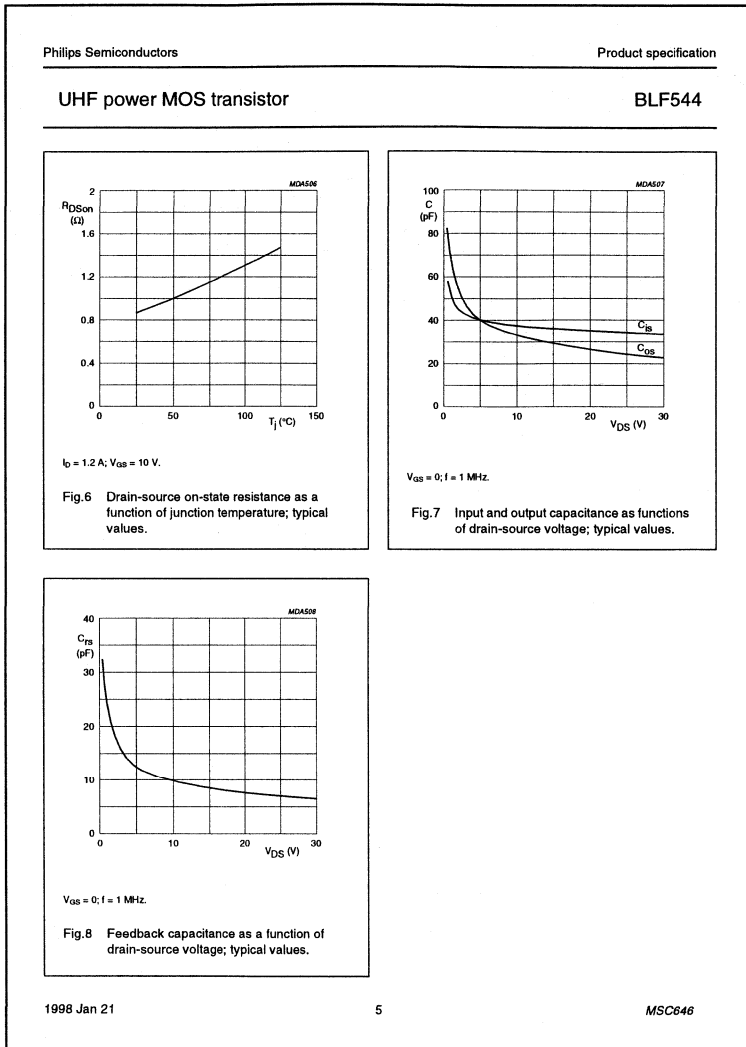 Philips Semiconductors
Product specification
UHF power MOS transistor
BLF544
MDA506
2
RDSon
(Ω)
1.6
1.2
0.8
0.4
0
0
50
100
150
Tj (°C)
ID = 1.2 A; VGS = 10 V.
Fig.6 Drain-source on-state resistance as a
function of junction temperature; typical
values.
MDA507
100
C
(pF)
80
60
40
20
0
Cis
Cos
0
10
20
30
VDS (V)
VGS = 0; f = 1 MHz.
Fig.7 Input and output capacitance as functions
of drain-source voltage; typical values.
MDA508
40
Crs
(pF)
30
20
10
0
0
10
20
30
VDS (V)
VGS = 0; f = 1 MHz.
Fig.8 Feedback capacitance as a function of
drain-source voltage; typical values.
1998 Jan 21
5
MSC646